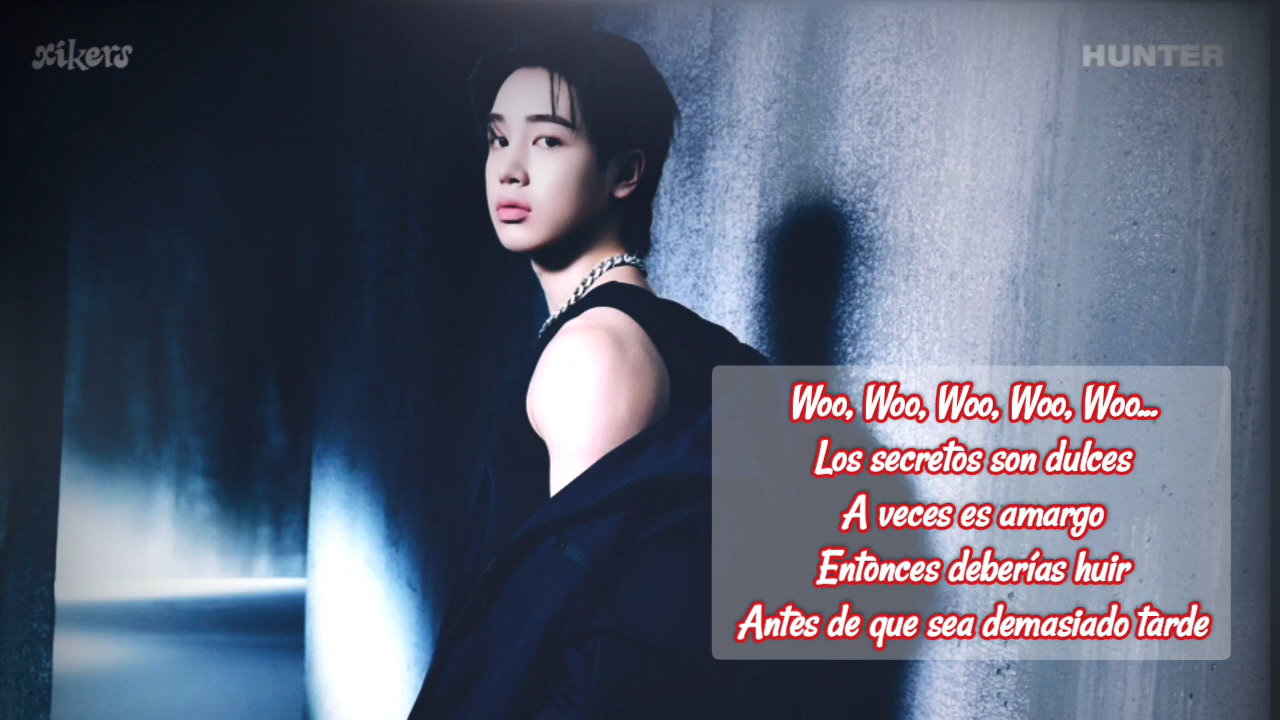 xikers
HUNTER
Woo, Woo, Woo, Woo, Woo...
Los secretos son dulces
A veces es amargo
Entonces deberías huir
Antes de que sea demasiado tarde